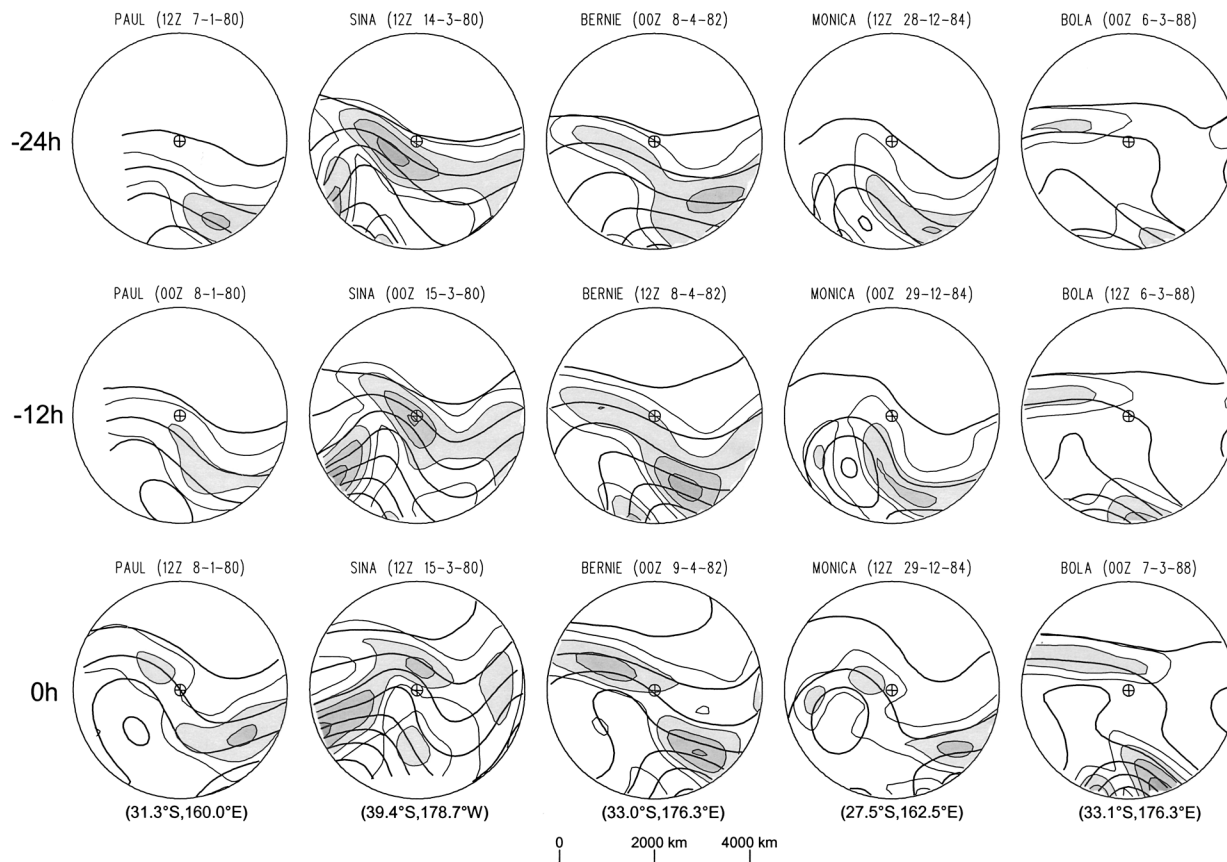 PAUL (12Z 7-1-80) SINA (12Z 14-3-80) BERNIE (00Z 8-4-82) MONICA (12Z 28-12-84) BOLA (00Z 6-3-88)
-24h
PAUL (00Z 8-1-80) SINA (00Z 15-3-80) BERNIE (12Z 8-4-82) MONICA (00Z 29-12-84) BOLA (12Z 6-3-88)
-12h
PAUL (12Z 8-1-80) SINA (12Z 15-3-80) BERNIE (00Z 9-4-82) MONICA (12Z 29-12-84) BOLA (00Z 7-3-88)
0h
(31.3°S,160.0°E) (39.4°S,178.7°W) (33.0°S,176.3°E) (27.5°S,162.5°E) (33.1°S,176.3°E)
0 2000 km 4000 km